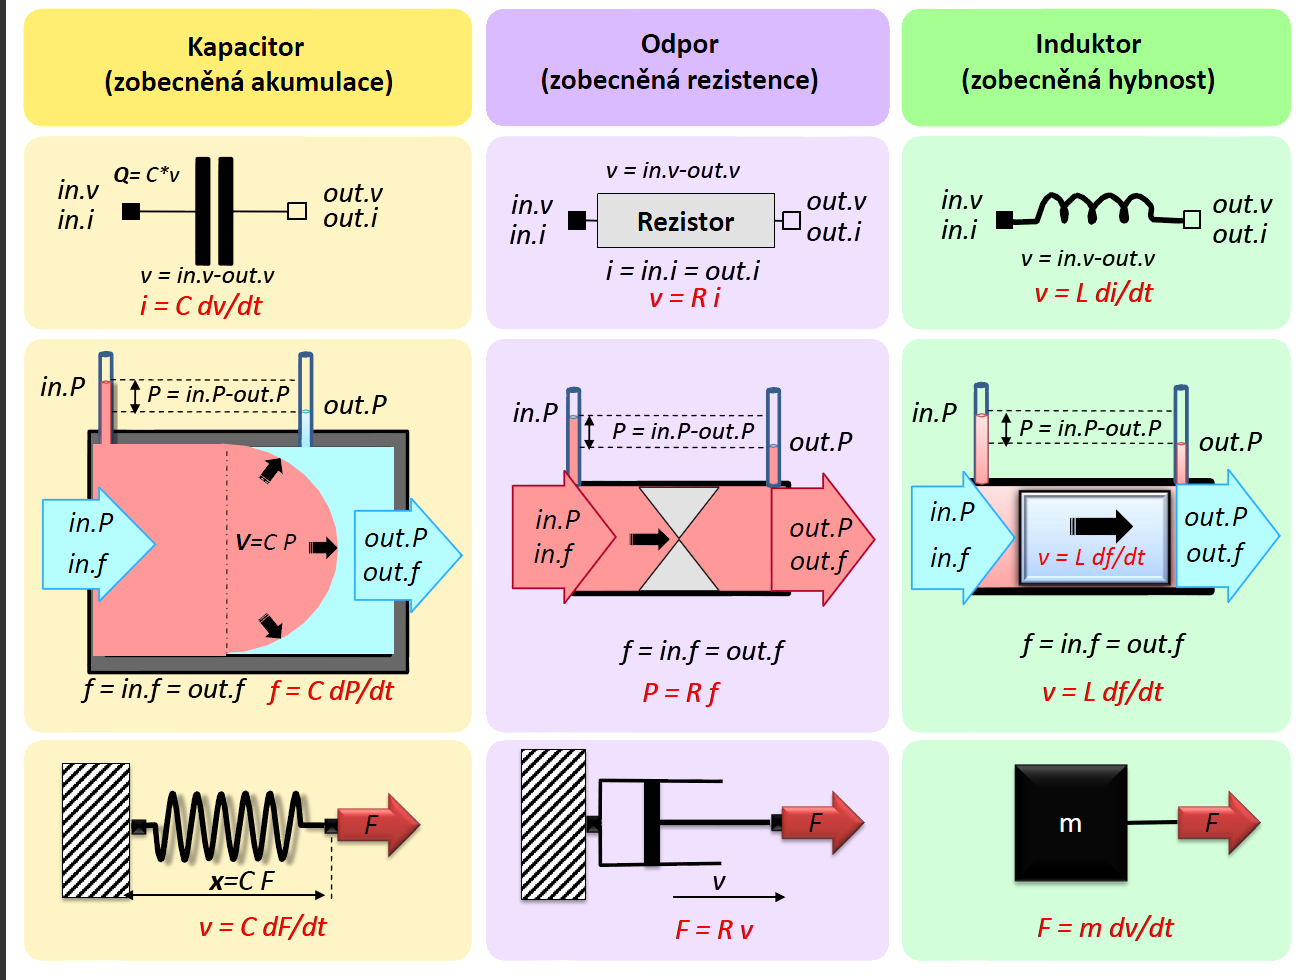 Kapacitor
(zobecněná akumulace)
Odpor
(zobecněná rezistence)
Induktor
(zobecněná hybnost)
Q= C*v
in.v
in.i
out.v
out.i
v = in.v-out.v
i = C dv/dt
v = in.v-out.v
in.v
in.i
Rezistor
out.v
out.i
i = in.i = out.i
v = R i
in.v
in.i
out.v
out.i
v = in.v-out.v
v = L di/dt
in.P
P = in.P-out.P
out.P
in.P
in.f
V=C P
out.P
out.f
f = in.f = out.f
f = C dP/dt
in.P
P = in.P-out.P
out.P
in.P
in.f
out.P
out.f
f = in.f = out.f
P = R f
in.P
P = in.P-out.P
out.P
in.P
in.f
v = L df/dt
out.P
out.f
f = in.f = out.f
v = L df/dt
F
x=C F
v = C dF/dt
F
v
F = R v
m
F
F = m dv/dt